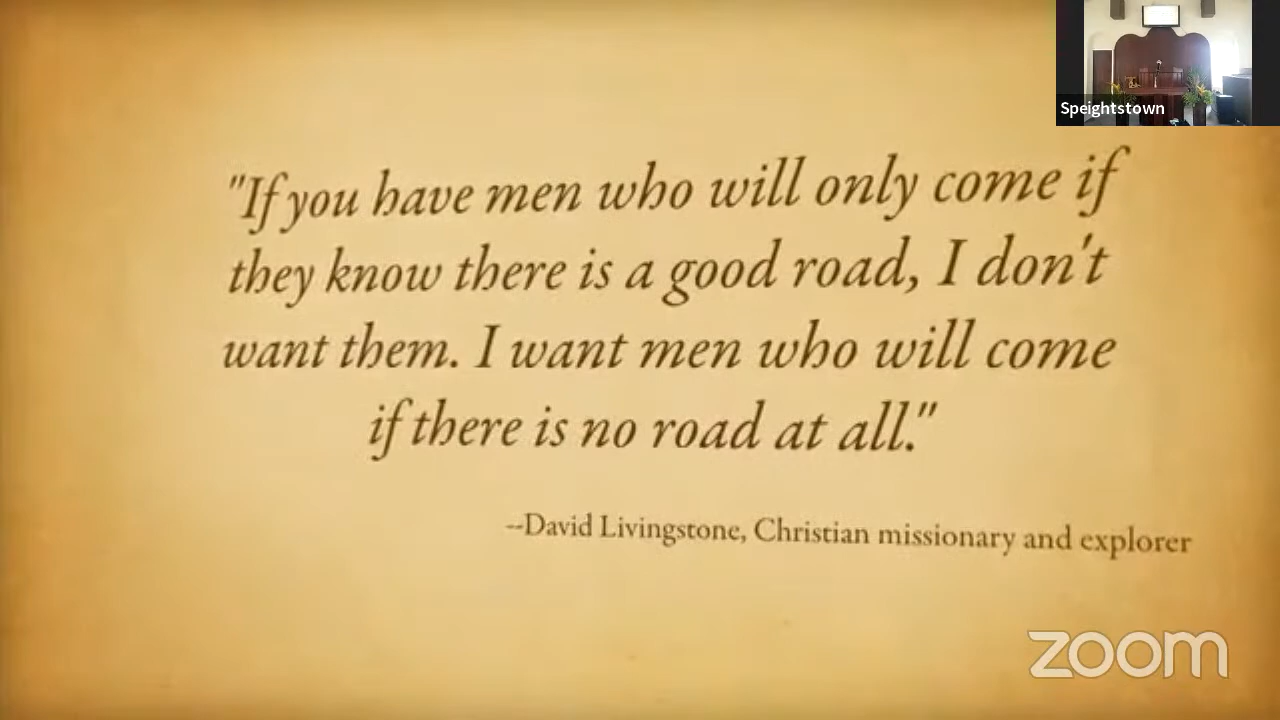 Speightstown
"If you have men who will only come if
they know there is a good road, I don't
want them. I want men who will come
if there is no road at all."
--David Livingstone, Christian missionary and explorer
zoom